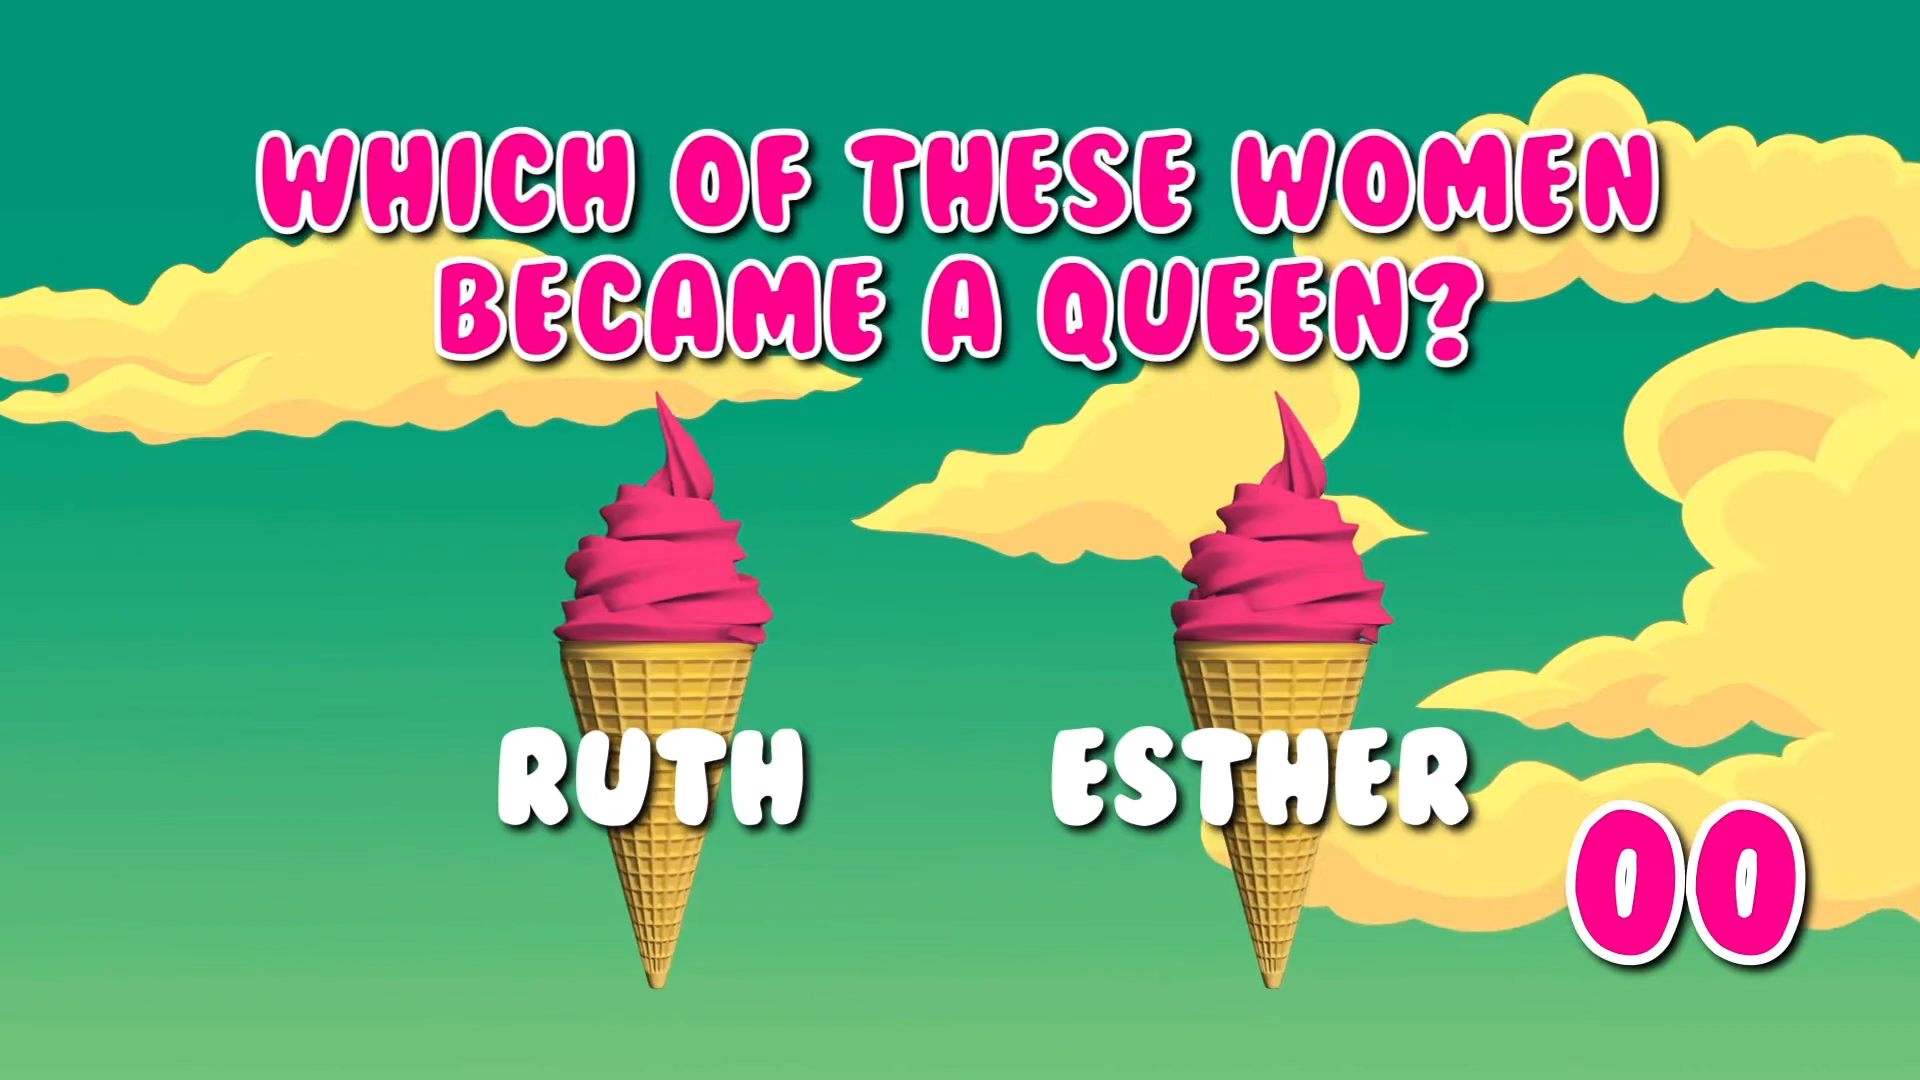 WHICH OF THESE WOMEN
BECAME A QUEEN?
RUTH
ESTHER
00